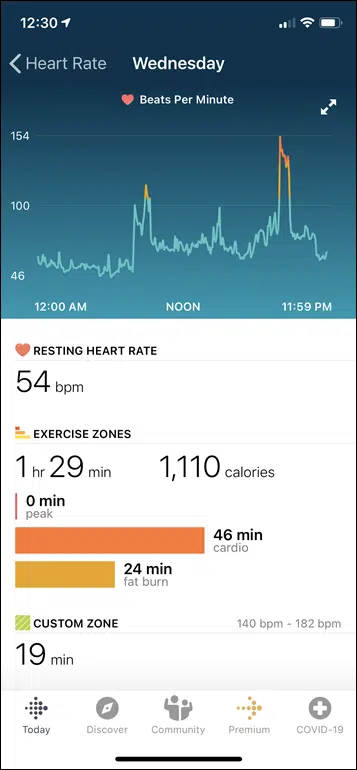 12:30
Heart Rate
Wednesday
Beats Per Minute
154
100
46
12:00 AM NOON 11:59 PM
RESTING HEART RATE
54 bpm
EXERCISE ZONES
1 hr 29 min 1,110 calories
0 min
peak
46 min
cardio
24 min
fat burn
CUSTOM ZONE 140 bpm - 182 bpm
19 min
Today Discover Community Premium COVID-19